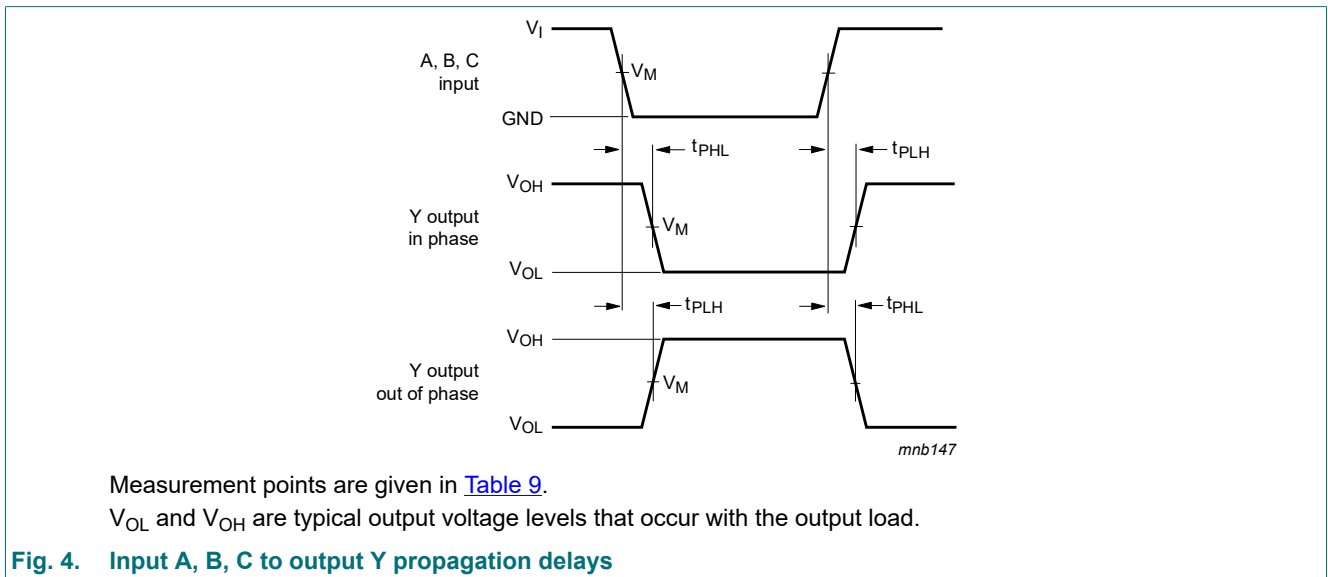 V_I
A, B, C
input
V_M
GND
t_PHL
t_PLH
V_OH
Y output
in phase
V_M
V_OL
t_PLH
t_PHL
V_OH
Y output
out of phase
V_M
V_OL
mnb147
Measurement points are given in Table 9.
V_OL and V_OH are typical output voltage levels that occur with the output load.
Fig. 4. Input A, B, C to output Y propagation delays